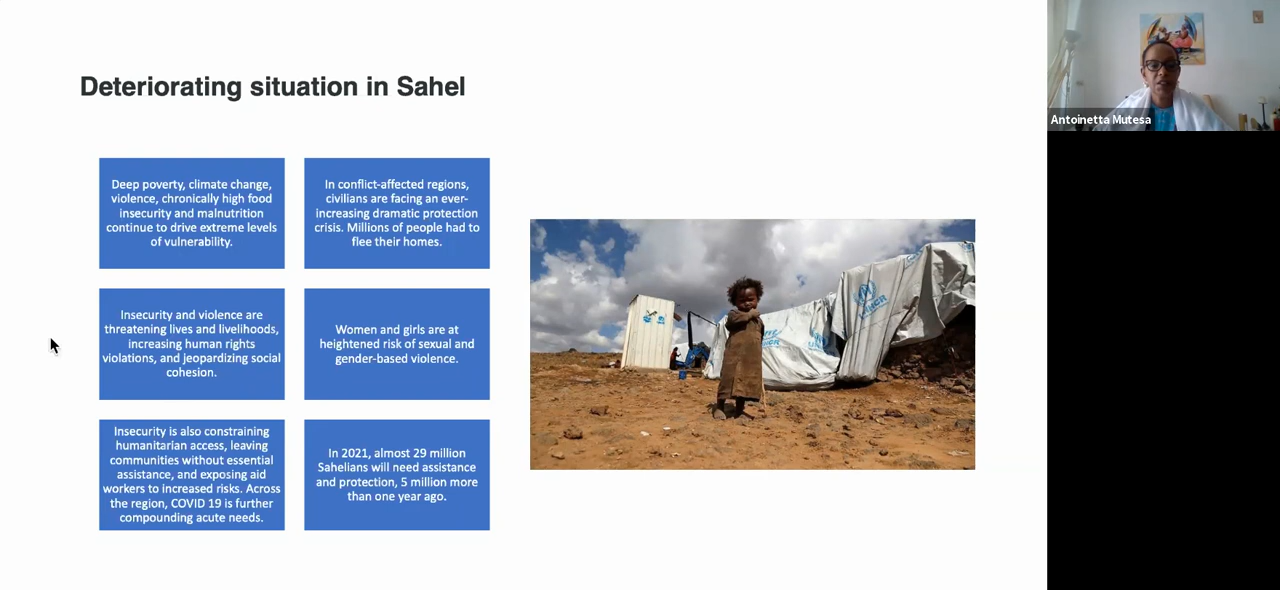 Deteriorating situation in Sahel
Deep poverty, climate change,
violence, chronically high food
insecurity and malnutrition
continue to drive extreme levels
of vulnerability.
In conflict-affected regions,
civilians are facing an ever-
increasing dramatic protection
crisis. Millions of people had to
flee their homes.
Insecurity and violence are
threatening lives and livelihoods,
increasing human rights
violations, and jeopardizing social
cohesion.
Women and girls are at
heightened risk of sexual and
gender-based violence.
Insecurity is also constraining
humanitarian access, leaving
communities without essential
assistance, and exposing aid
workers to increased risks. Across
the region, COVID 19 is further
compounding acute needs.
In 2021, almost 29 million
Sahelians will need assistance
and protection, 5 million more
than one year ago.
UNHCR
Antoinetta Mutesa